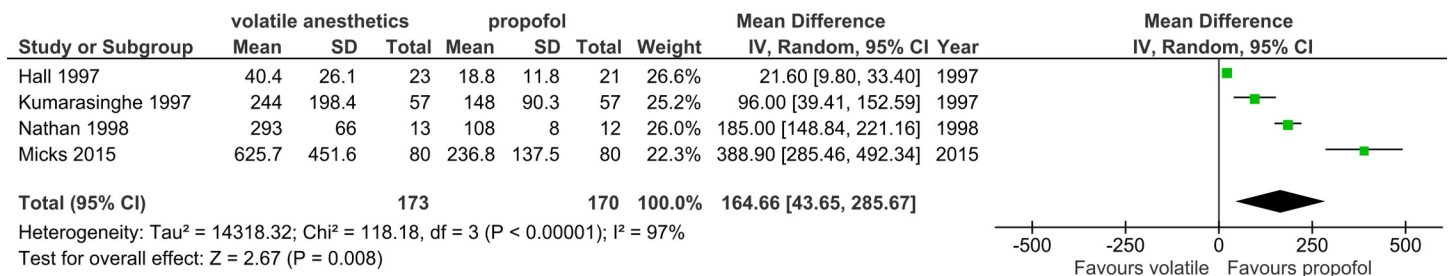 volatile anesthetics propofol Mean Difference Mean Difference
Study or Subgroup Mean SD Total Mean SD Total Weight IV, Random, 95% CI Year IV, Random, 95% CI
Hall 1997 40.4 26.1 23 18.8 11.8 21 26.6% 21.60 [9.80, 33.40] 1997
Kumarasinghe 1997 244 198.4 57 148 90.3 57 25.2% 96.00 [39.41, 152.59] 1997
Nathan 1998 293 66 13 108 8 12 26.0% 185.00 [148.84, 221.16] 1998
Micks 2015 625.7 451.6 80 236.8 137.5 80 22.3% 388.90 [285.46, 492.34] 2015
Total (95% CI) 173 170 100.0% 164.66 [43.65, 285.67]
Heterogeneity: Tau² = 14318.32; Chi² = 118.18, df = 3 (P < 0.00001); I² = 97%
Test for overall effect: Z = 2.67 (P = 0.008)
-500 -250 0 250 500
Favours volatile Favours propofol